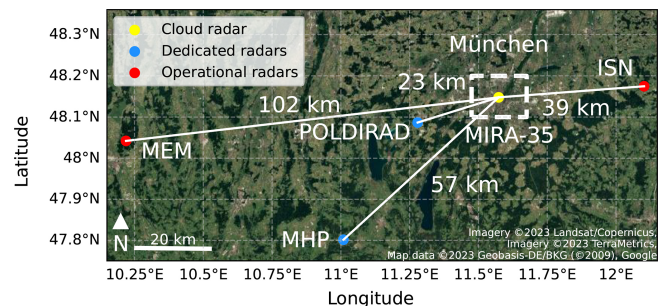 Cloud radar
Dedicated radars
Operational radars
München
ISN
23 km
39 km
102 km
POLDIRAD
MIRA-35
MEM
57 km
MHP
N
20 km
Imagery ©2023 Landsat/Copernicus,
Imagery ©2023 TerraMetrics,
Map data ©2023 Geobasis-DE/BKG (©2009), Google
Latitude
48.3°N
48.2°N
48.1°N
48°N
47.9°N
47.8°N
10.25°E 10.5°E 10.75°E 11°E 11.25°E 11.5°E 11.75°E 12°E
Longitude